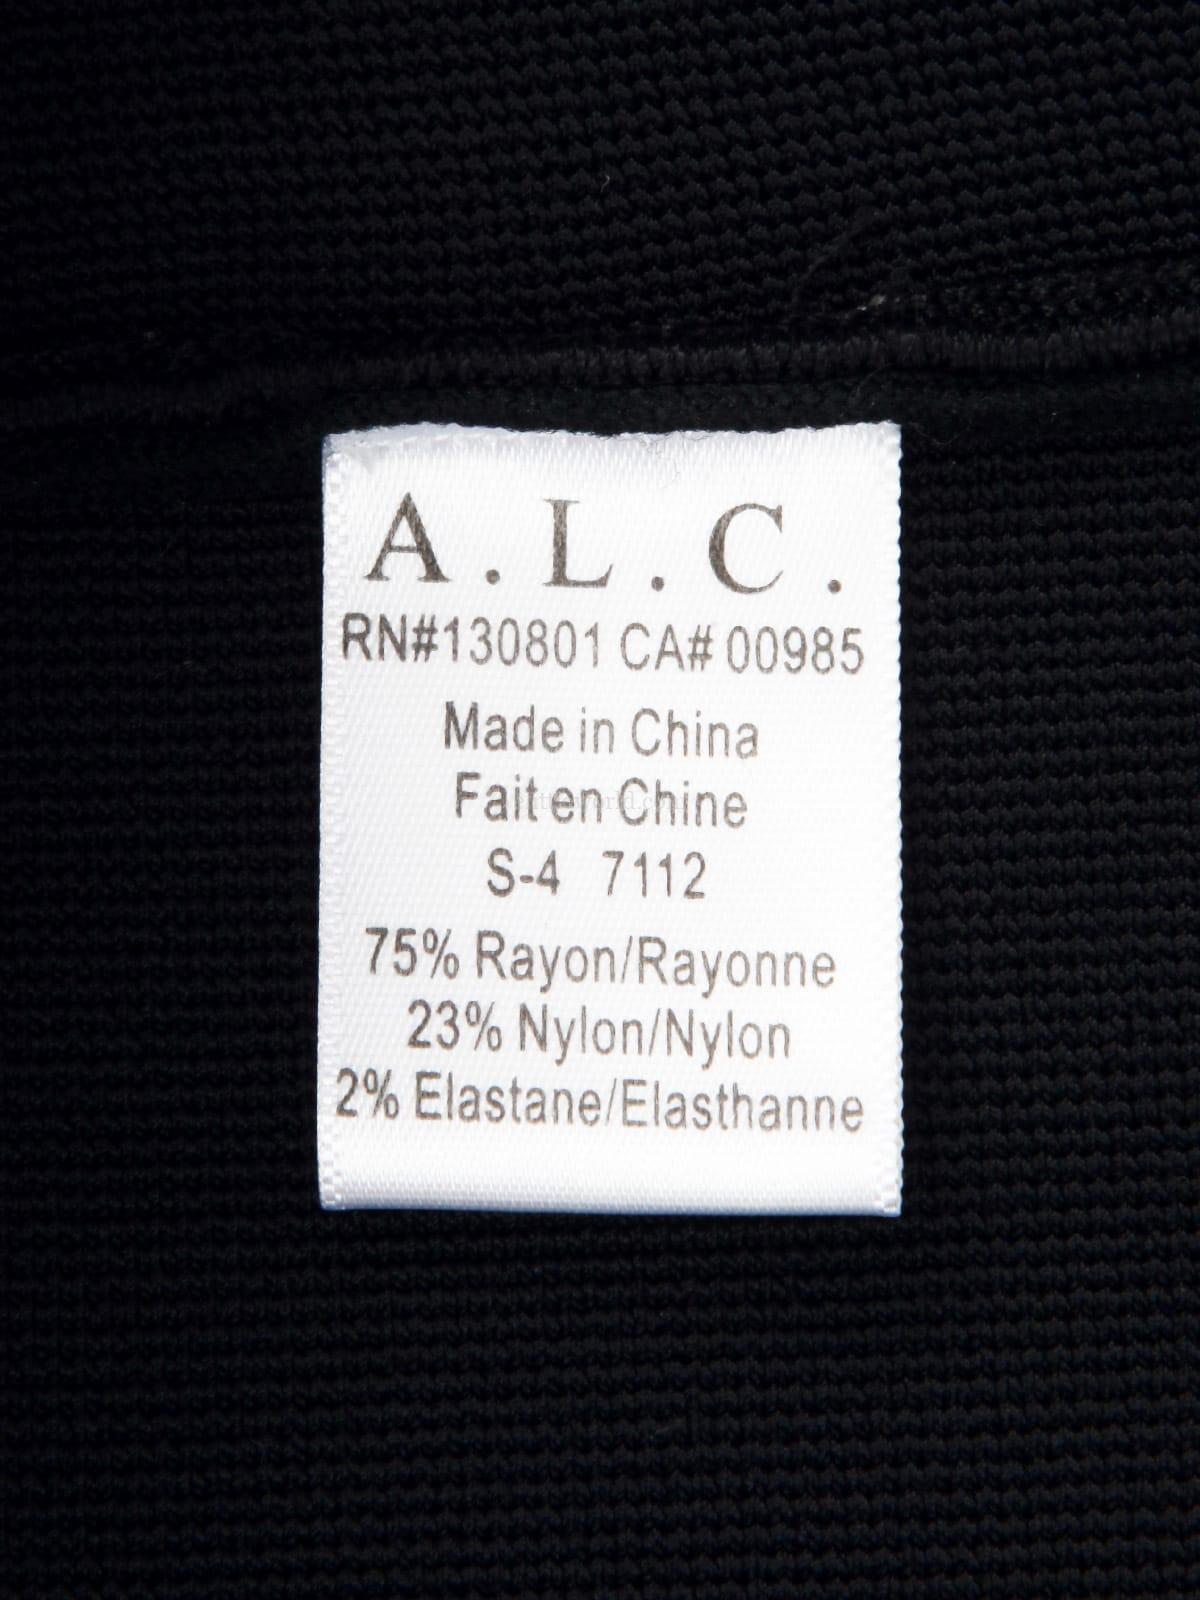 A.L.C.
RN#130801 CA# 00985
Made in China
Fait en Chine
S-4 7112
75% Rayon/Rayonne
23% Nylon/Nylon
2% Elastane/Elasthanne